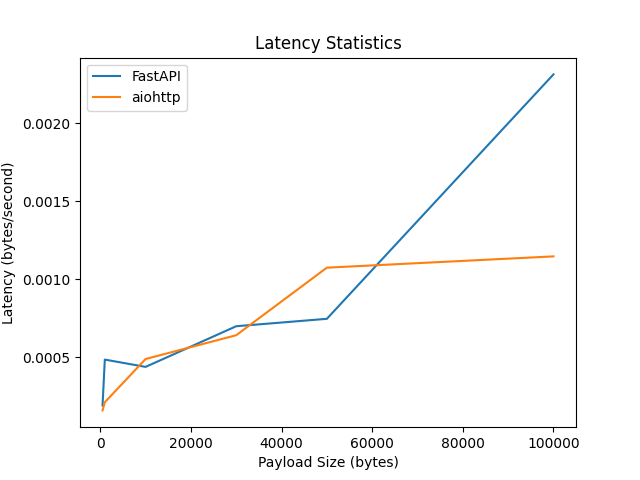 Latency Statistics
FastAPI
aiohttp
0.0020
0.0015
0.0010
0.0005
Latency (bytes/second)
0 20000 40000 60000 80000 100000
Payload Size (bytes)